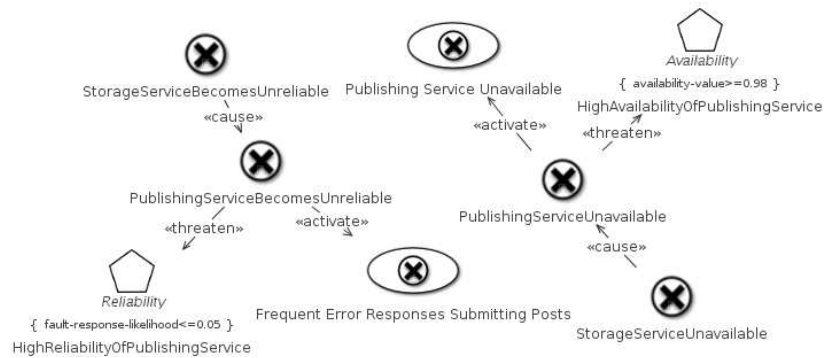 StorageServiceBecomesUnreliable
«cause»
PublishingServiceBecomesUnreliable
«threaten»
«activate»
Reliability
{ fault-response-likelihood<=0.05 }
HighReliabilityOfPublishingService
Frequent Error Responses Submitting Posts
Publishing Service Unavailable
«activate»
Availability
{ availability-value>=0.98 }
HighAvailabilityOfPublishingService
«threaten»
PublishingServiceUnavailable
«cause»
StorageServiceUnavailable